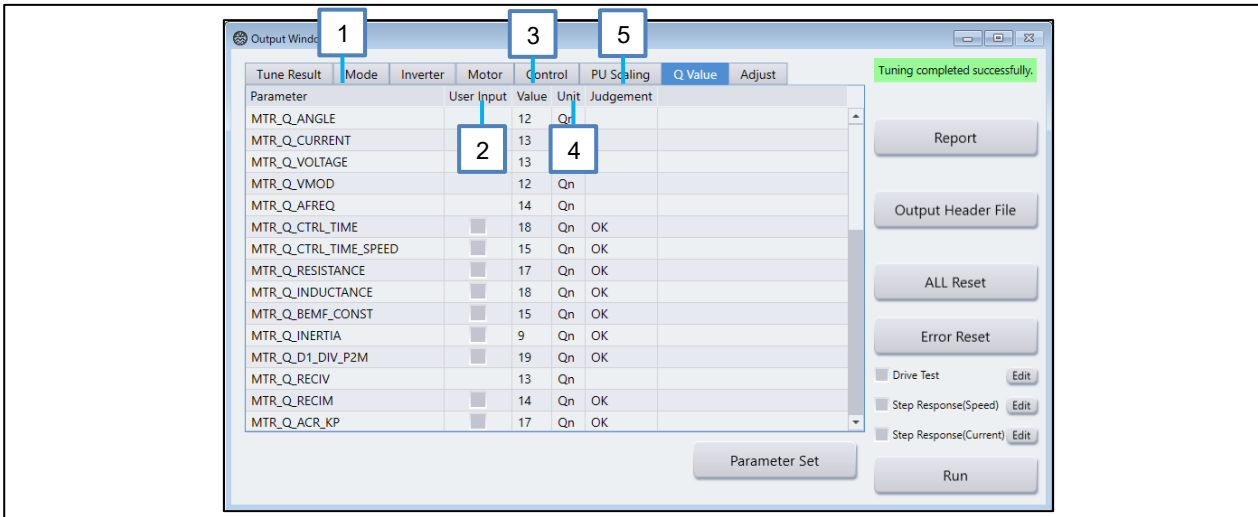 Output Windo
1
3
5
Tune Result Mode Inverter Motor Control PU Scaling Q Value Adjust
Tuning completed successfully.
Parameter User Input Value Unit Judgement
MTR_Q_ANGLE 12 Qn
MTR_Q_CURRENT 13
MTR_Q_VOLTAGE 13
2
4
MTR_Q_VMOD 12 Qn
MTR_Q_AFREQ 14 Qn
MTR_Q_CTRL_TIME 18 Qn OK
MTR_Q_CTRL_TIME_SPEED 15 Qn OK
MTR_Q_RESISTANCE 17 Qn OK
MTR_Q_INDUCTANCE 18 Qn OK
MTR_Q_BEMF_CONST 15 Qn OK
MTR_Q_INERTIA 9 Qn OK
MTR_Q_D1_DIV_P2M 19 Qn OK
MTR_Q_RECIV 13 Qn
MTR_Q_RECIM 14 Qn OK
MTR_Q_ACR_KP 17 Qn OK
Parameter Set
Report
Output Header File
ALL Reset
Error Reset
Drive Test Edit
Step Response(Speed) Edit
Step Response(Current) Edit
Run